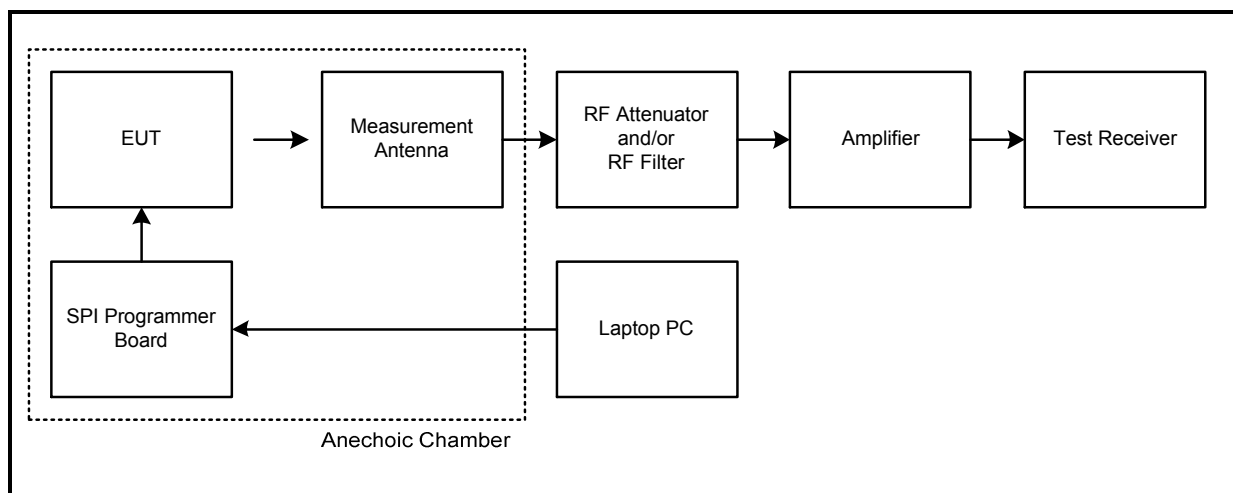 EUT
Measurement
Antenna
RF Attenuator
and/or
RF Filter
Amplifier
Test Receiver
SPI Programmer
Board
Laptop PC
Anechoic Chamber